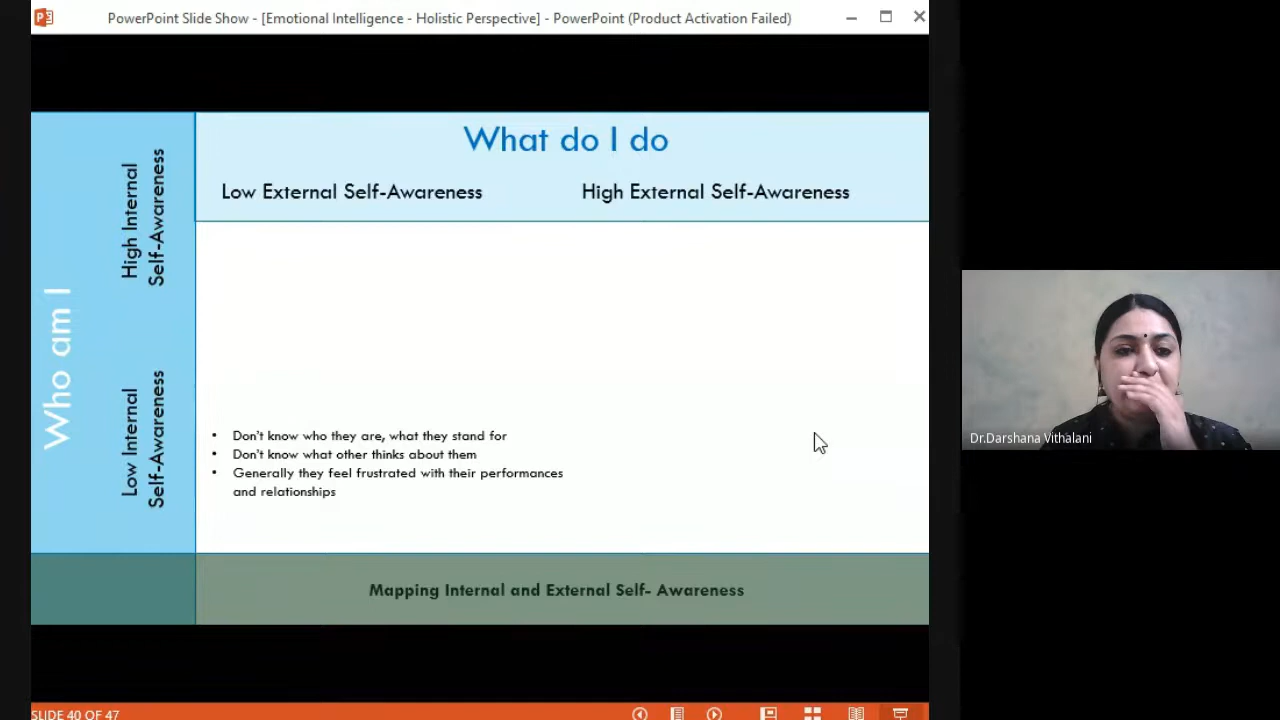 PowerPoint Slide Show - [Emotional Intelligence - Holistic Perspective] - PowerPoint (Product Activation Failed)
What do I do
Low External Self-Awareness
High External Self-Awareness
Who am I
High Internal
Self-Awareness
Low Internal
Self-Awareness
• Don't know who they are, what they stand for
• Don't know what other thinks about them
• Generally they feel frustrated with their performances
and relationships
Mapping Internal and External Self- Awareness
Dr.Darshana Vithalani
SLIDE 40 OF 47